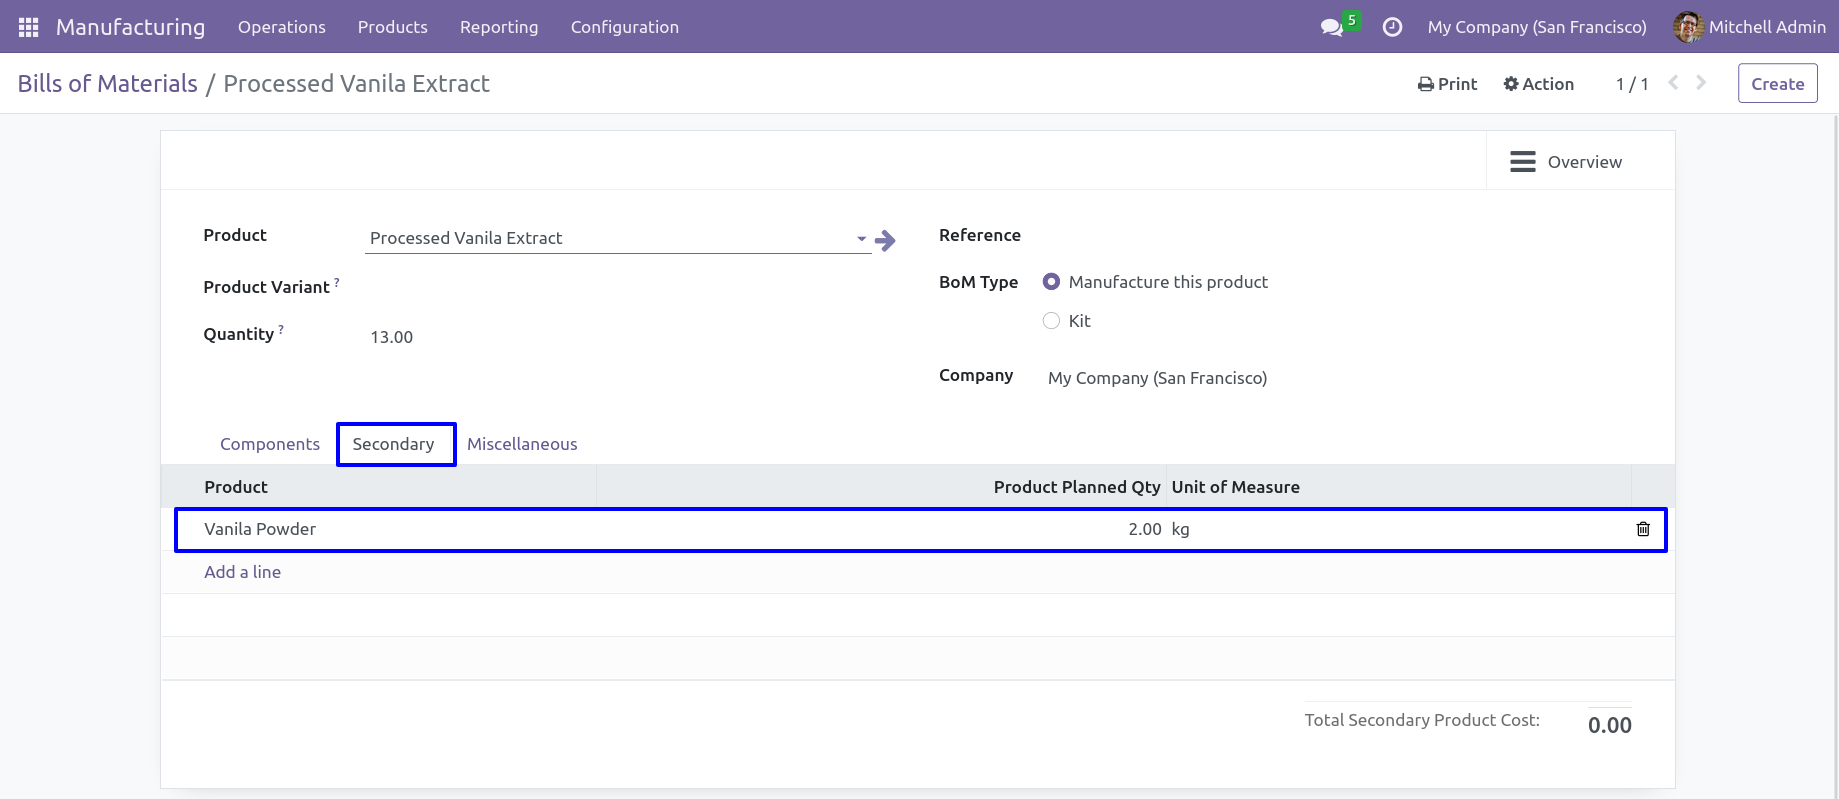 Manufacturing Operations Products Reporting Configuration 5 My Company (San Francisco) Mitchell Admin
Bills of Materials / Processed Vanila Extract Print Action 1 / 1 Create
Overview
Product Processed Vanila Extract
Product Variant ?
Quantity ? 13.00
Reference
BoM Type Manufacture this product
Kit
Company My Company (San Francisco)
Components Secondary Miscellaneous
Product Product Planned Qty Unit of Measure
Vanila Powder 2.00 kg
Add a line
Total Secondary Product Cost: 0.00